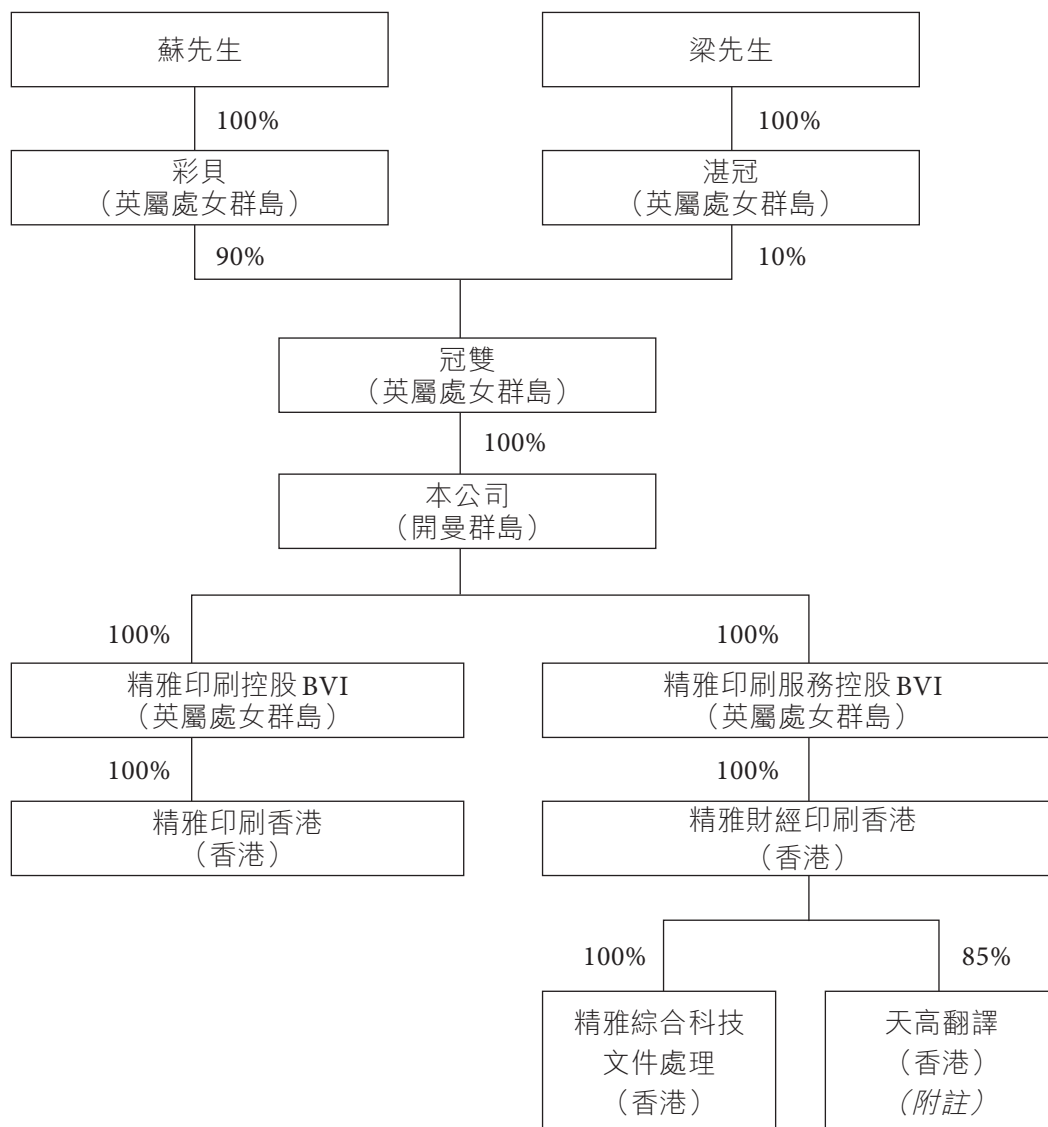 蘇先生
梁先生
100%
100%
彩貝
（英屬處女群島）
湛冠
（英屬處女群島）
90%
10%
冠雙
（英屬處女群島）
100%
本公司
（開曼群島）
100%
100%
精雅印刷控股BVI
（英屬處女群島）
精雅印刷服務控股BVI
（英屬處女群島）
100%
100%
精雅印刷香港
（香港）
精雅財經印刷香港
（香港）
100%
85%
精雅綜合科技
文件處理
（香港）
天高翻譯
（香港）
（附註）